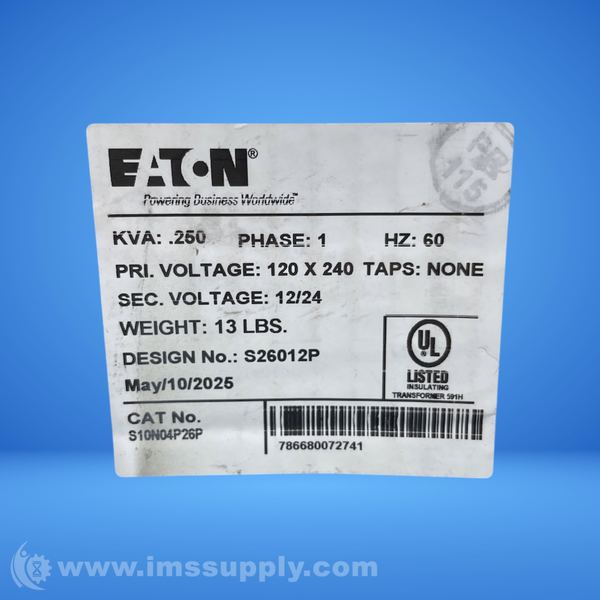 EATON®
Powering Business Worldwide™
KVA: .250 PHASE: 1 HZ: 60
PRI. VOLTAGE: 120 X 240 TAPS: NONE
SEC. VOLTAGE: 12/24
WEIGHT: 13 LBS.
DESIGN No.: S26012P
May/10/2025
UL
LISTED
INSULATING
TRANSFORMER 591H
CAT No.
S10N04P26P
786680072741
115
www.imssupply.com